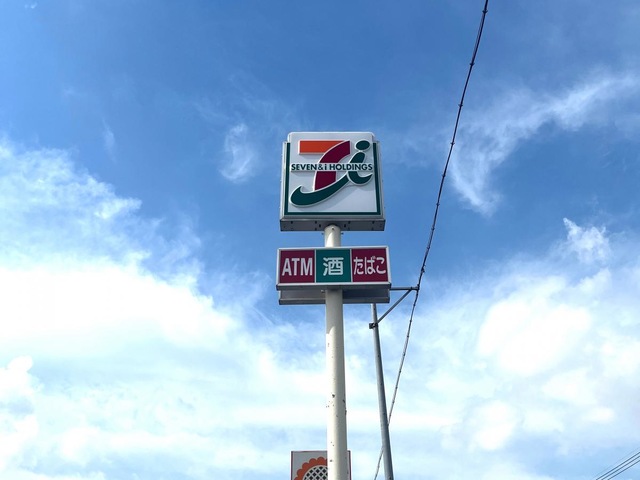 SEVEN&i HOLDINGS
ATM 酒 たばこ